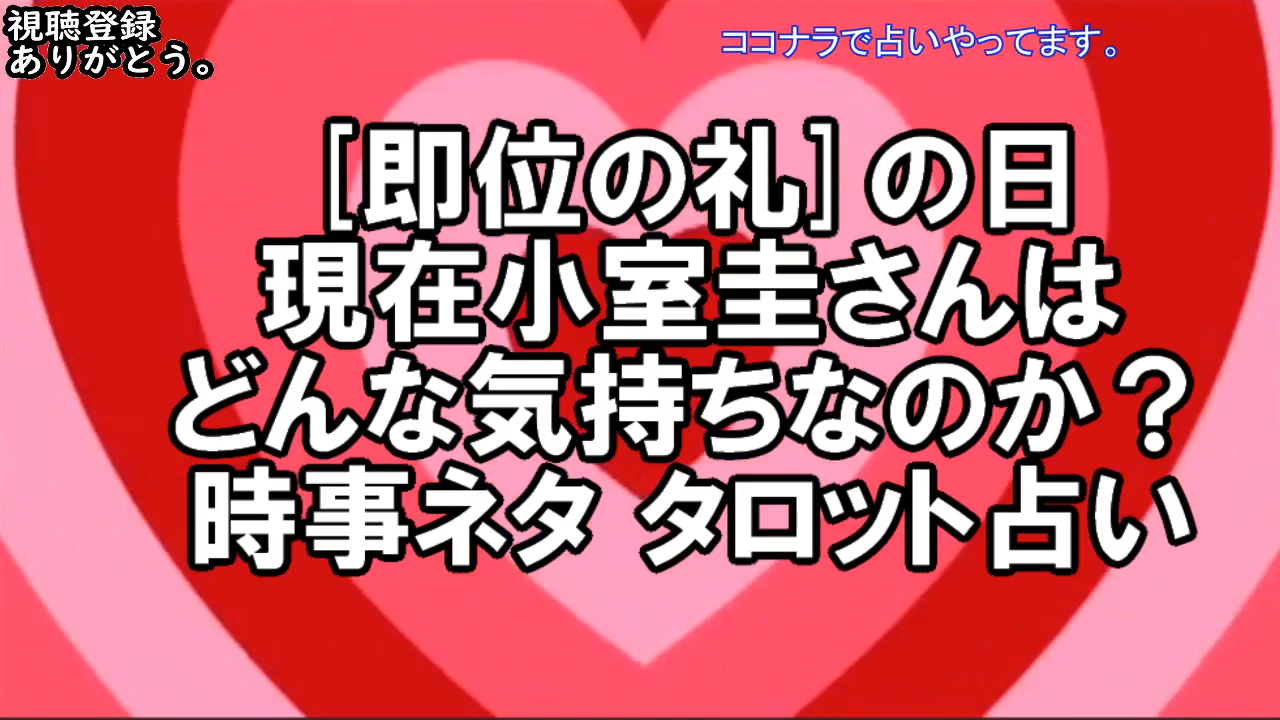 視聴登録
ありがとう。
ココナラで占いやってます。
[即位の礼]の日
現在小室圭さんは
どんな気持ちなのか？
時事ネタ タロット占い